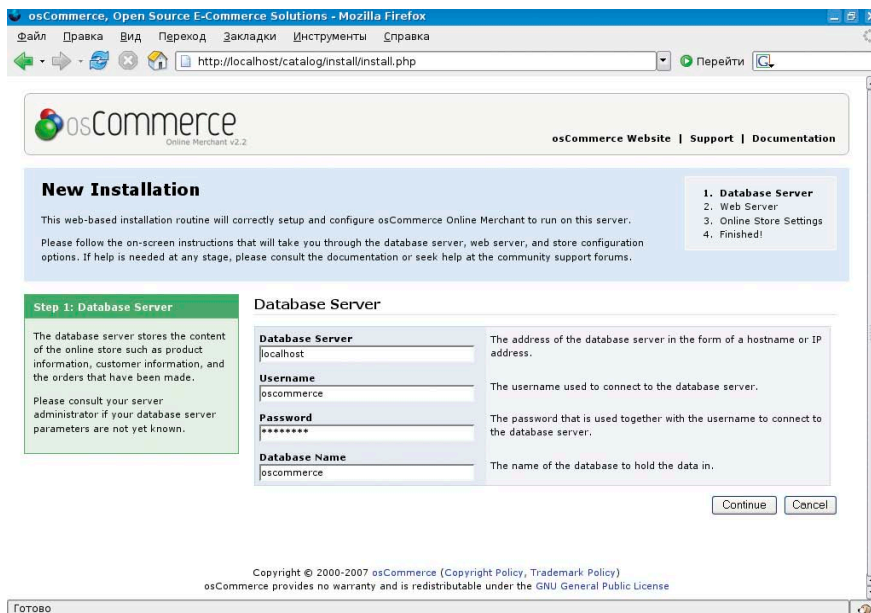 osCommerce, Open Source E-Commerce Solutions - Mozilla Firefox
Файл Правка Вид Переход Закладки Инструменты Справка
http://localhost/catalog/install/install.php Перейти G
osCommerce
Online Merchant v2.2
osCommerce Website | Support | Documentation
New Installation
This web-based installation routine will correctly setup and configure osCommerce Online Merchant to run on this server.
Please follow the on-screen instructions that will take you through the database server, web server, and store configuration
options. If help is needed at any stage, please consult the documentation or seek help at the community support forums.
1. Database Server
2. Web Server
3. Online Store Settings
4. Finished!
Step 1: Database Server
The database server stores the content
of the online store such as product
information, customer information, and
the orders that have been made.
Please consult your server
administrator if your database server
parameters are not yet known.
Database Server
Database Server
localhost
The address of the database server in the form of a hostname or IP
address.
Username
oscommerce
The username used to connect to the database server.
Password
********
The password that is used together with the username to connect to
the database server.
Database Name
oscommerce
The name of the database to hold the data in.
Continue Cancel
Copyright © 2000-2007 osCommerce (Copyright Policy, Trademark Policy)
osCommerce provides no warranty and is redistributable under the GNU General Public License
Готово